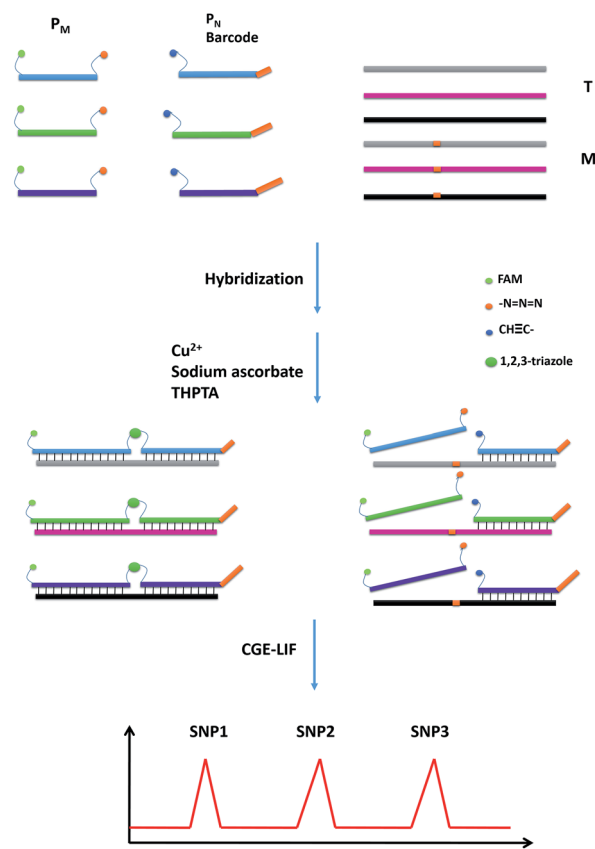 P_M
P_N
Barcode
T
M
Hybridization
FAM
-N=N=N
CH≡C-
1,2,3-triazole
Cu²⁺
Sodium ascorbate
THPTA
CGE-LIF
SNP1 SNP2 SNP3